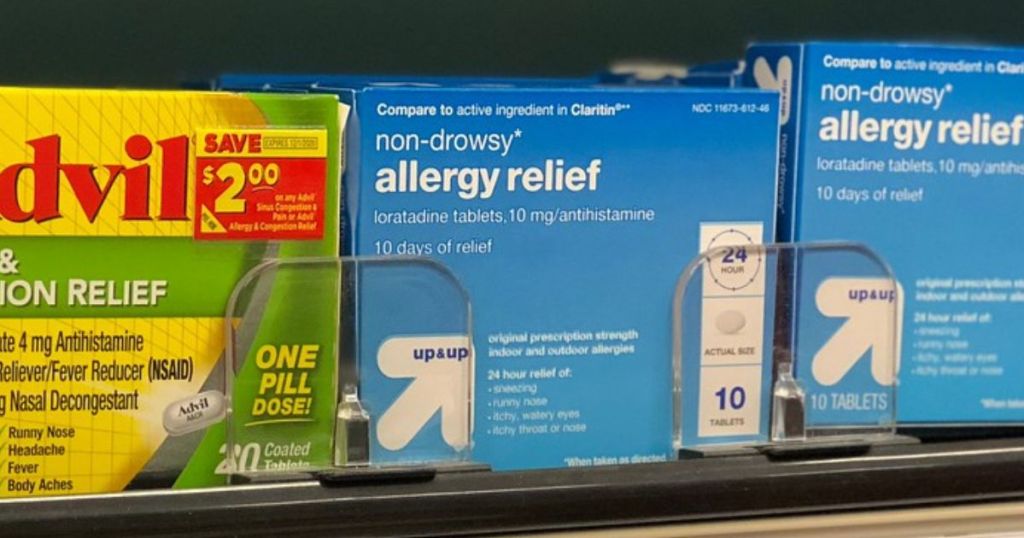 dvil
SAVE EXPIRES 12/1/2020
$2.00
on any Advil
Sinus Congestion &
Pain or Advil
Allergy & Congestion Relief
&
ION RELIEF
ate 4 mg Antihistamine
Reliever/Fever Reducer (NSAID)
g Nasal Decongestant
Runny Nose
Headache
Fever
Body Aches
Advil
ONE
PILL
DOSE!
20 Coated
Tablets
Compare to active ingredient in Claritin®**
NDC 11673-612-46
non-drowsy*
allergy relief
loratadine tablets, 10 mg/antihistamine
10 days of relief
24
HOUR
ACTUAL SIZE
10
TABLETS
up&up
original prescription strength
indoor and outdoor allergies
24 hour relief of:
• sneezing
• runny nose
• itchy, watery eyes
• itchy throat or nose
*When taken as directed
Compare to active ingredient in Clari
non-drowsy*
allergy relief
loratadine tablets, 10 mg/antihis
10 days of relief
up&up
10 TABLETS
original prescription st
indoor and outdoor all
24 hour relief of:
• sneezing
• runny nose
• itchy, watery eyes
• itchy throat or nose